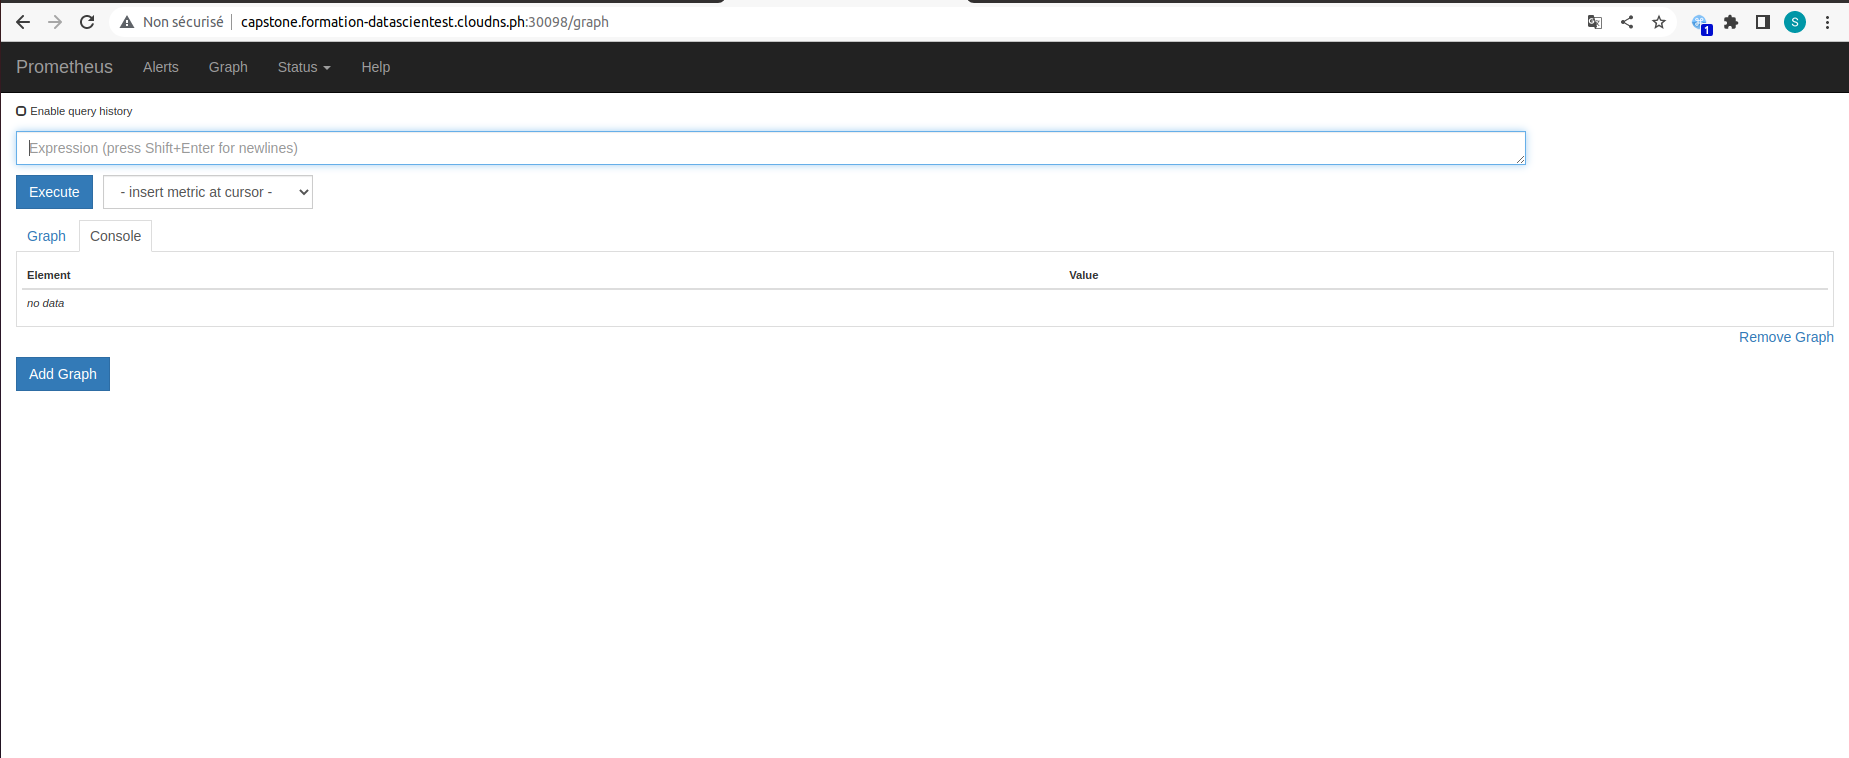 Non sécurisé capstone.formation-datascientest.cloudns.ph:30098/graph
1
S
Prometheus Alerts Graph Status Help
Enable query history
Expression (press Shift+Enter for newlines)
Execute - insert metric at cursor -
Graph Console
Element Value
no data
Remove Graph
Add Graph